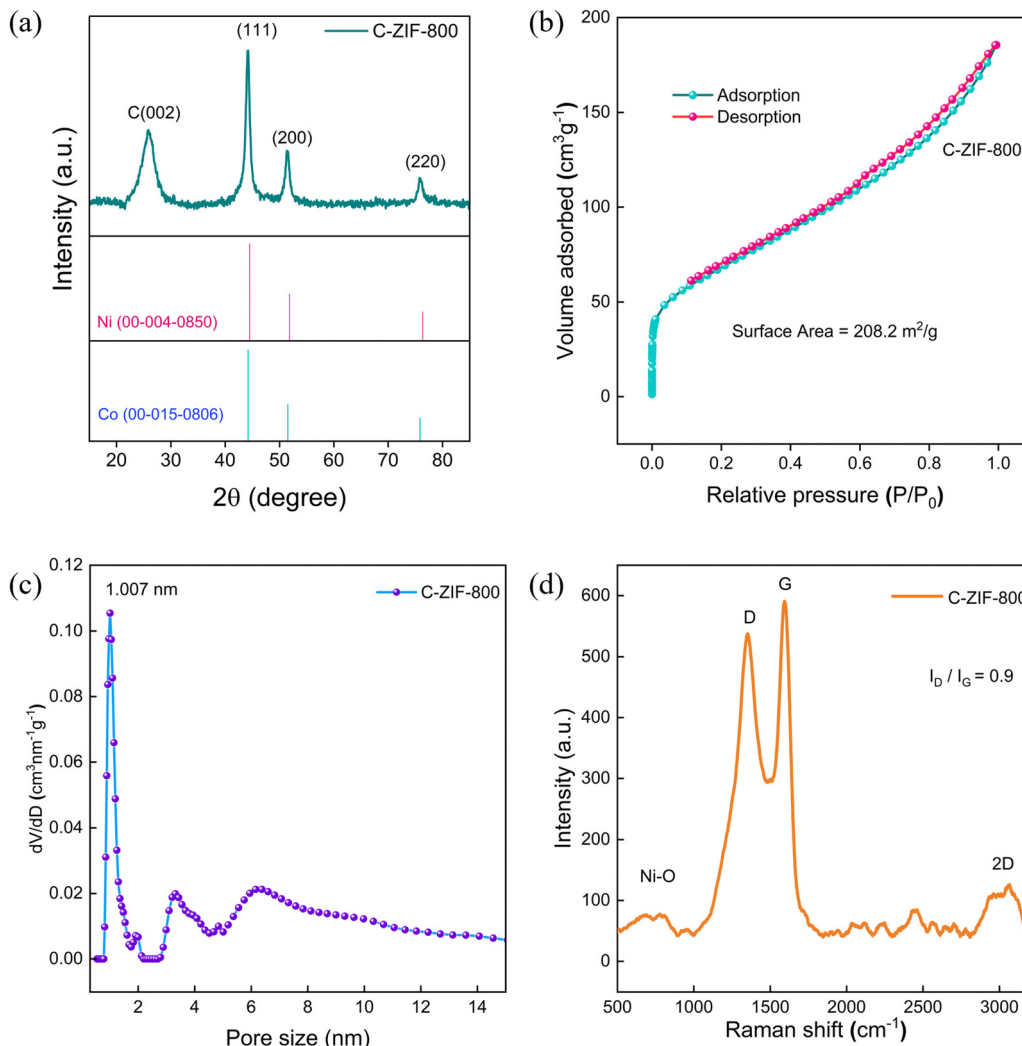 (a)
C-ZIF-800
(111)
C(002)
(200)
(220)
Intensity (a.u.)
Ni (00-004-0850)
Co (00-015-0806)
20 30 40 50 60 70 80
2θ (degree)
(b)
200
150
100
50
0
Volume adsorbed (cm³g⁻¹)
Adsorption
Desorption
C-ZIF-800
Surface Area = 208.2 m²/g
0.0 0.2 0.4 0.6 0.8 1.0
Relative pressure (P/P₀)
(c)
0.12
0.10
0.08
0.06
0.04
0.02
0.00
dV/dD (cm³nm⁻¹g⁻¹)
1.007 nm
C-ZIF-800
2 4 6 8 10 12 14
Pore size (nm)
(d)
600
500
400
300
200
100
0
Intensity (a.u.)
G
D
C-ZIF-800
I_D / I_G = 0.9
Ni-O
2D
500 1000 1500 2000 2500 3000
Raman shift (cm⁻¹)